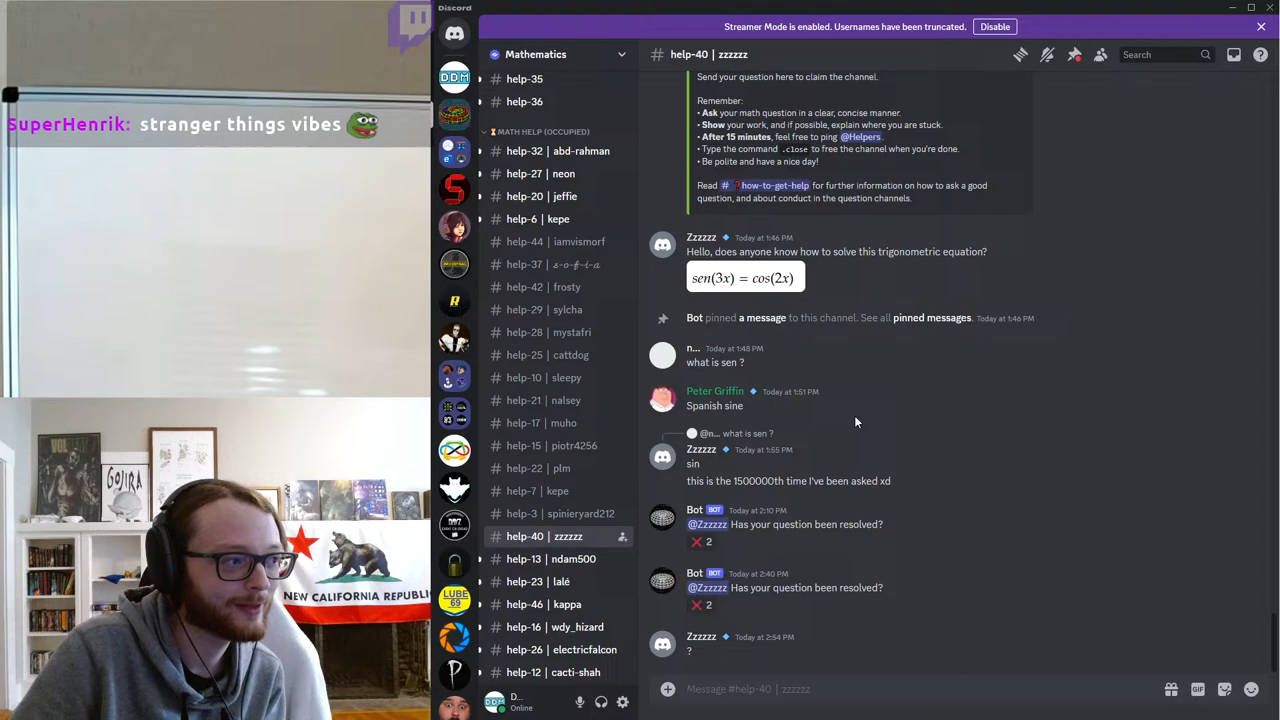 Discord
Streamer Mode is enabled. Usernames have been truncated.
Disable
Mathematics
# help-40 | zzzzzz
Search
SuperHenrik: stranger things vibes
# help-35
# help-36
MATH HELP (OCCUPIED)
# help-32 | abd-rahman
# help-27 | neon
# help-20 | jeffie
# help-6 | kepe
# help-44 | iamvismorf
# help-37 | 𝓈-ℴ-𝒻-𝒾-𝒶
# help-42 | frosty
# help-29 | sylcha
# help-28 | mystafri
# help-25 | cattdog
# help-10 | sleepy
# help-21 | nalsey
# help-17 | muho
# help-15 | piotr4256
# help-22 | plm
# help-7 | kepe
# help-3 | spinieryard212
# help-40 | zzzzzz
# help-13 | ndam500
# help-23 | lalé
# help-46 | kappa
# help-16 | wdy_hizard
# help-26 | electricfalcon
# help-12 | cacti-shah
D...
Online
Send your question here to claim the channel.
Remember:
• Ask your math question in a clear, concise manner.
• Show your work, and if possible, explain where you are stuck.
• After 15 minutes, feel free to ping @Helpers.
• Type the command .close to free the channel when you're done.
• Be polite and have a nice day!
Read # ❓how-to-get-help for further information on how to ask a good
question, and about conduct in the question channels.
Zzzzzz Today at 1:46 PM
Hello, does anyone know how to solve this trigonometric equation?
sen(3x) = cos(2x)
Bot pinned a message to this channel. See all pinned messages. Today at 1:46 PM
n... Today at 1:48 PM
what is sen ?
Peter Griffin Today at 1:51 PM
Spanish sine
@n... what is sen ?
Zzzzzz Today at 1:55 PM
sin
this is the 1500000th time I've been asked xd
Bot BOT Today at 2:10 PM
@Zzzzzz Has your question been resolved?
❌ 2
Bot BOT Today at 2:40 PM
@Zzzzzz Has your question been resolved?
❌ 2
Zzzzzz Today at 2:54 PM
?
Message #help-40 | zzzzzz
GIF
DDM
LUBE
69
DDM
VOL
GOJIRA
NEW CALIFORNIA REPUBLI